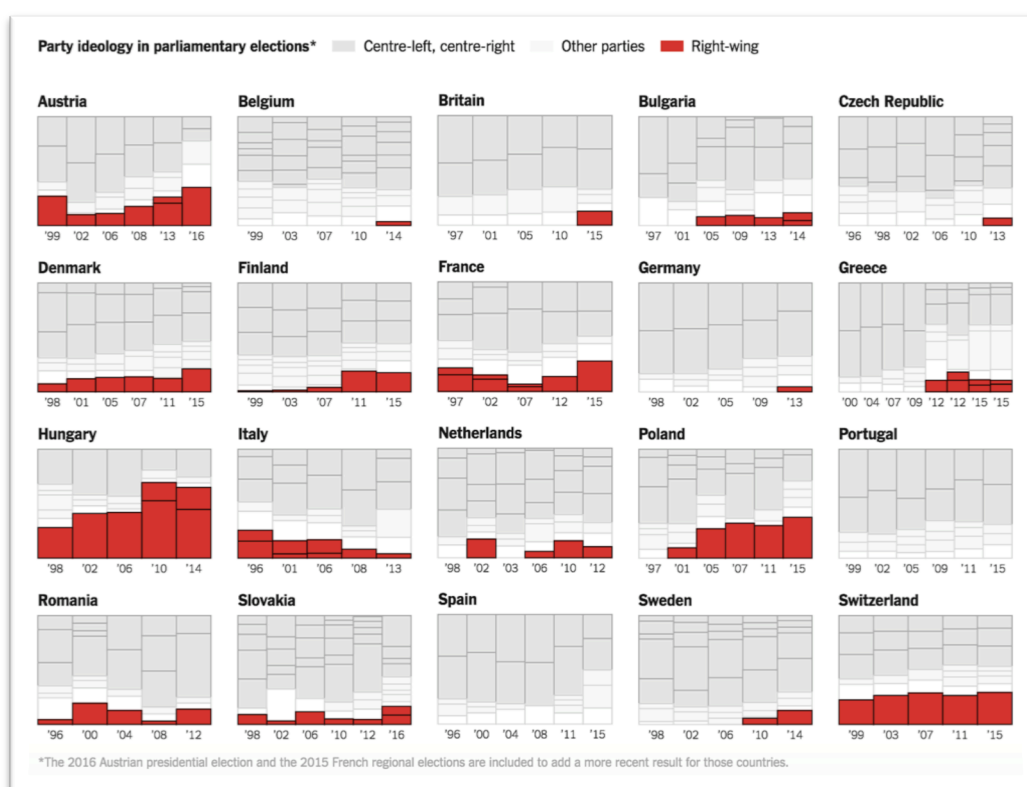 Party ideology in parliamentary elections* Centre-left, centre-right Other parties Right-wing
Austria Belgium Britain Bulgaria Czech Republic
'99 '02 '06 '08 '13 '16 '99 '03 '07 '10 '14 '97 '01 '05 '10 '15 '97 '01 '05 '09 '13 '14 '96 '98 '02 '06 '10 '13
Denmark Finland France Germany Greece
'98 '01 '05 '07 '11 '15 '99 '03 '07 '11 '15 '97 '02 '07 '12 '15 '98 '02 '05 '09 '13 '00 '04 '07 '09 '12 '12 '15 '15
Hungary Italy Netherlands Poland Portugal
'98 '02 '06 '10 '14 '96 '01 '06 '08 '13 '98 '02 '03 '06 '10 '12 '97 '01 '05 '07 '11 '15 '99 '02 '05 '09 '11 '15
Romania Slovakia Spain Sweden Switzerland
'96 '00 '04 '08 '12 '98 '02 '06 '10 '12 '16 '96 '00 '04 '08 '11 '15 '98 '02 '06 '10 '14 '99 '03 '07 '11 '15
*The 2016 Austrian presidential election and the 2015 French regional elections are included to add a more recent result for those countries.